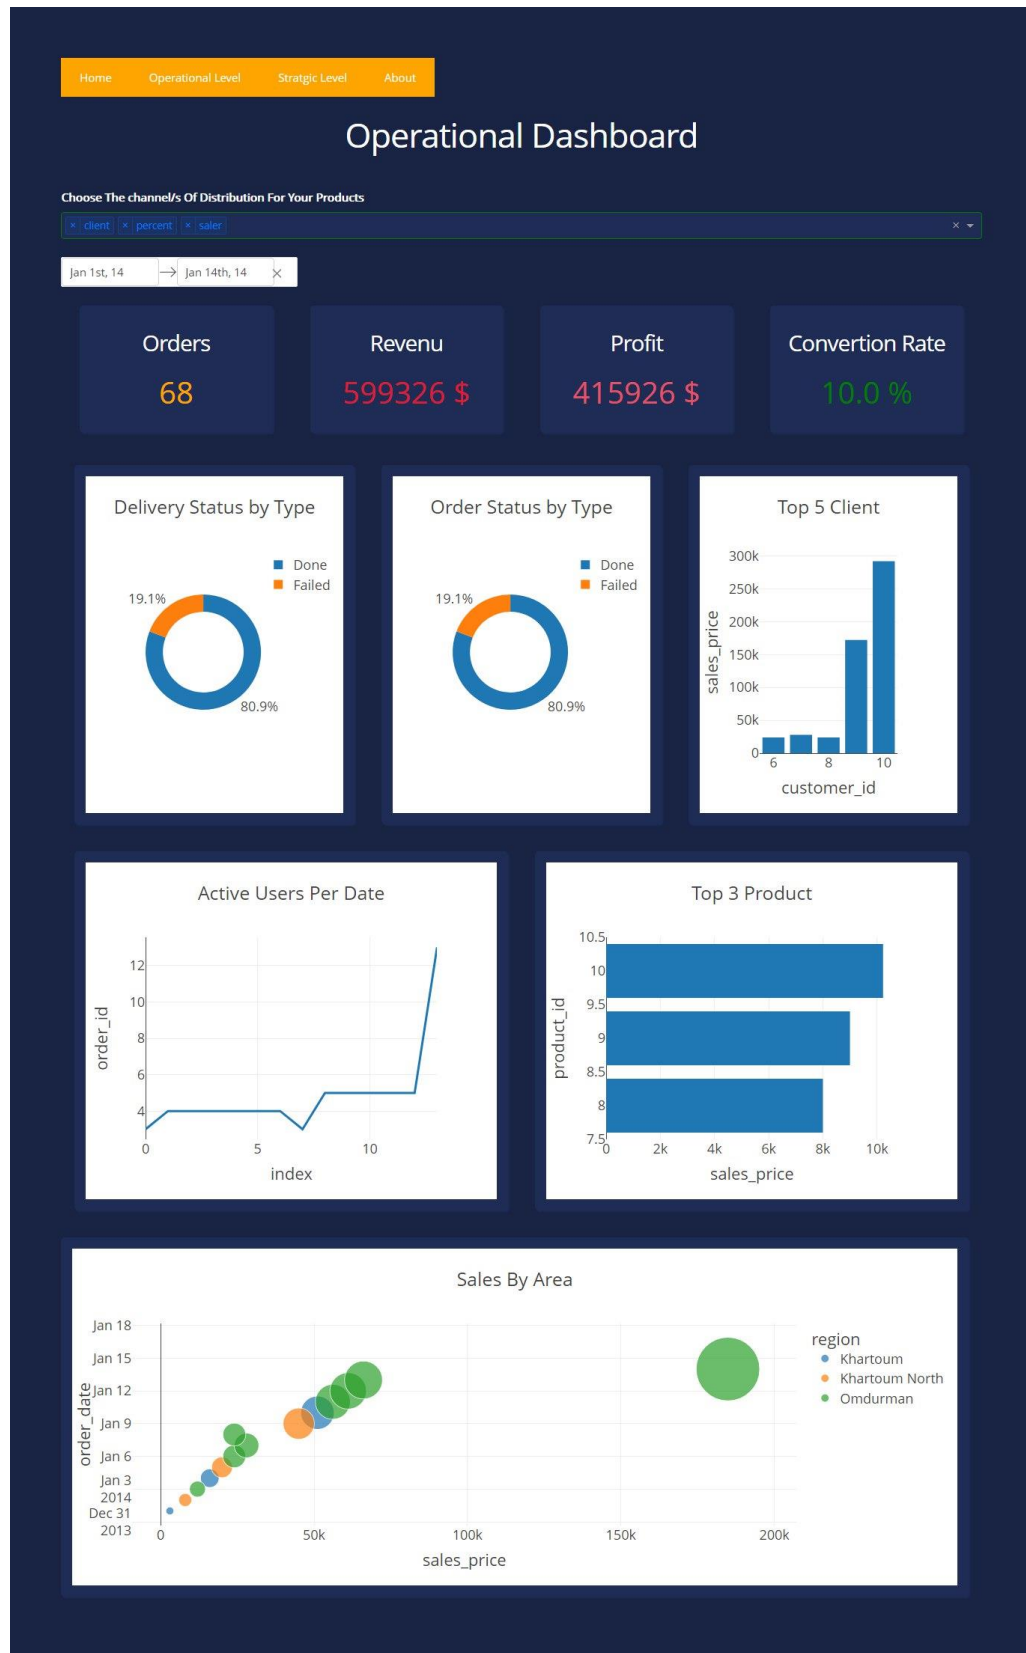 Home Operational Level Stratgic Level About
Operational Dashboard
Choose The channel/s Of Distribution For Your Products
× client × percent × saler ×
Jan 1st, 14 → Jan 14th, 14 ×
Orders
68
Revenu
599326 $
Profit
415926 $
Convertion Rate
10.0 %
Delivery Status by Type
Done
Failed
19.1%
80.9%
Order Status by Type
Done
Failed
19.1%
80.9%
Top 5 Client
300k
250k
200k
150k
100k
50k
0
sales_price
6 8 10
customer_id
Active Users Per Date
12
10
8
6
4
order_id
0 5 10
index
Top 3 Product
10.5
10
9.5
9
8.5
8
7.5
product_id
0 2k 4k 6k 8k 10k
sales_price
Sales By Area
Jan 18
Jan 15
Jan 12
Jan 9
Jan 6
Jan 3
2014
Dec 31
2013
order_date
0 50k 100k 150k 200k
sales_price
region
Khartoum
Khartoum North
Omdurman